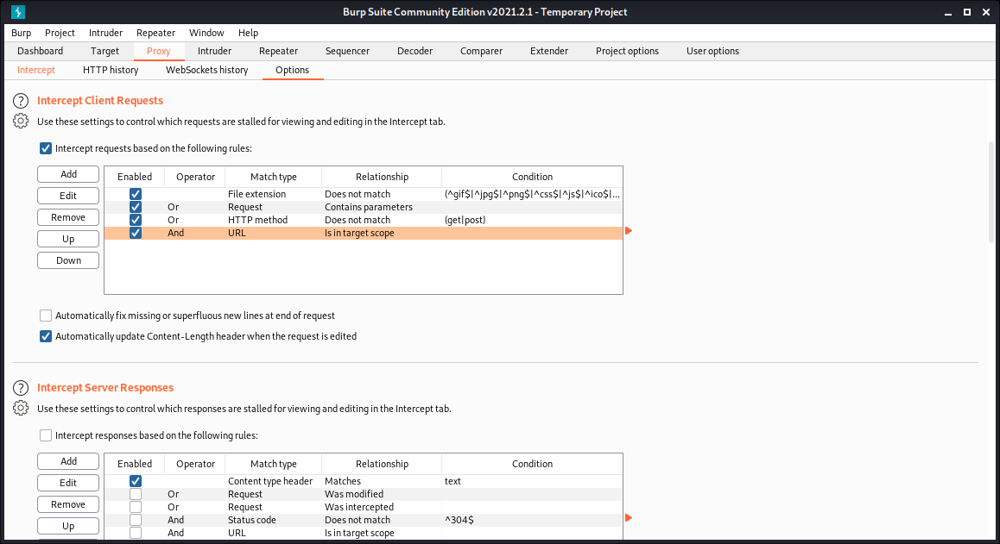 Burp Suite Community Edition v2021.2.1 - Temporary Project
Burp Project Intruder Repeater Window Help
Dashboard Target Proxy Intruder Repeater Sequencer Decoder Comparer Extender Project options User options
Intercept HTTP history WebSockets history Options
? Intercept Client Requests
Use these settings to control which requests are stalled for viewing and editing in the Intercept tab.
Intercept requests based on the following rules:
Add
Edit
Remove
Up
Down
Enabled Operator Match type Relationship Condition
File extension Does not match (^gif$|^jpg$|^png$|^css$|^js$|^ico$|...
Or Request Contains parameters
Or HTTP method Does not match (get|post)
And URL Is in target scope
Automatically fix missing or superfluous new lines at end of request
Automatically update Content-Length header when the request is edited
? Intercept Server Responses
Use these settings to control which responses are stalled for viewing and editing in the Intercept tab.
Intercept responses based on the following rules:
Add
Edit
Remove
Up
Enabled Operator Match type Relationship Condition
Content type header Matches text
Or Request Was modified
Or Request Was intercepted
And Status code Does not match ^304$
And URL Is in target scope